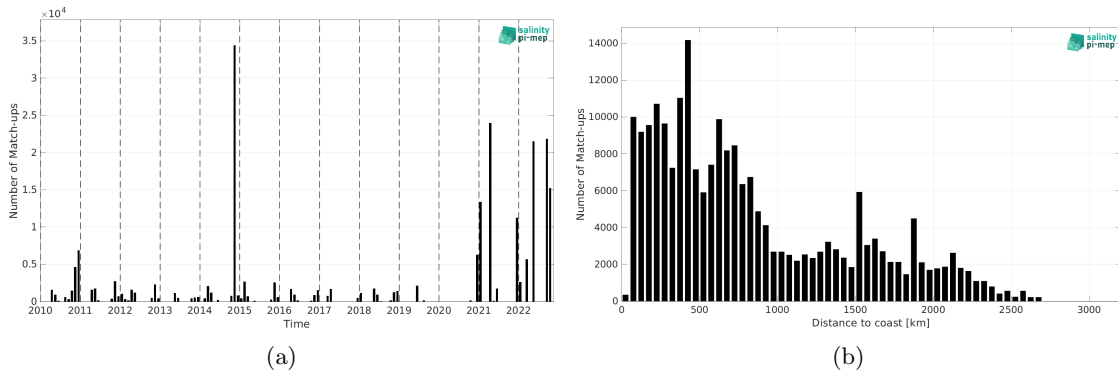 ×10⁴
3.5
3
2.5
2
1.5
1
0.5
0
Number of Match-ups
2010 2011 2012 2013 2014 2015 2016 2017 2018 2019 2020 2021 2022
Time
salinity
pi-mep
(a)
14000
12000
10000
8000
6000
4000
2000
0
Number of Match-ups
0 500 1000 1500 2000 2500 3000
Distance to coast [km]
salinity
pi-mep
(b)